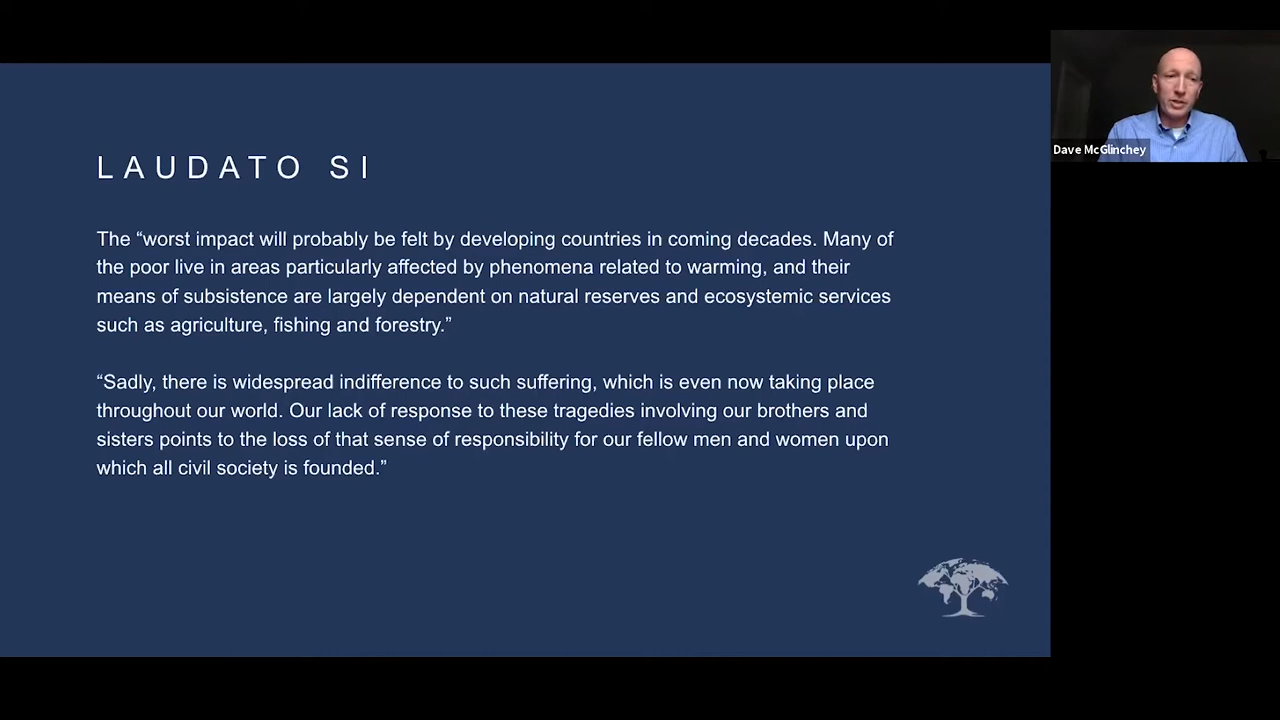 LAUDATO SI
The “worst impact will probably be felt by developing countries in coming decades. Many of
the poor live in areas particularly affected by phenomena related to warming, and their
means of subsistence are largely dependent on natural reserves and ecosystemic services
such as agriculture, fishing and forestry.”
“Sadly, there is widespread indifference to such suffering, which is even now taking place
throughout our world. Our lack of response to these tragedies involving our brothers and
sisters points to the loss of that sense of responsibility for our fellow men and women upon
which all civil society is founded.”
Dave McGlinchey